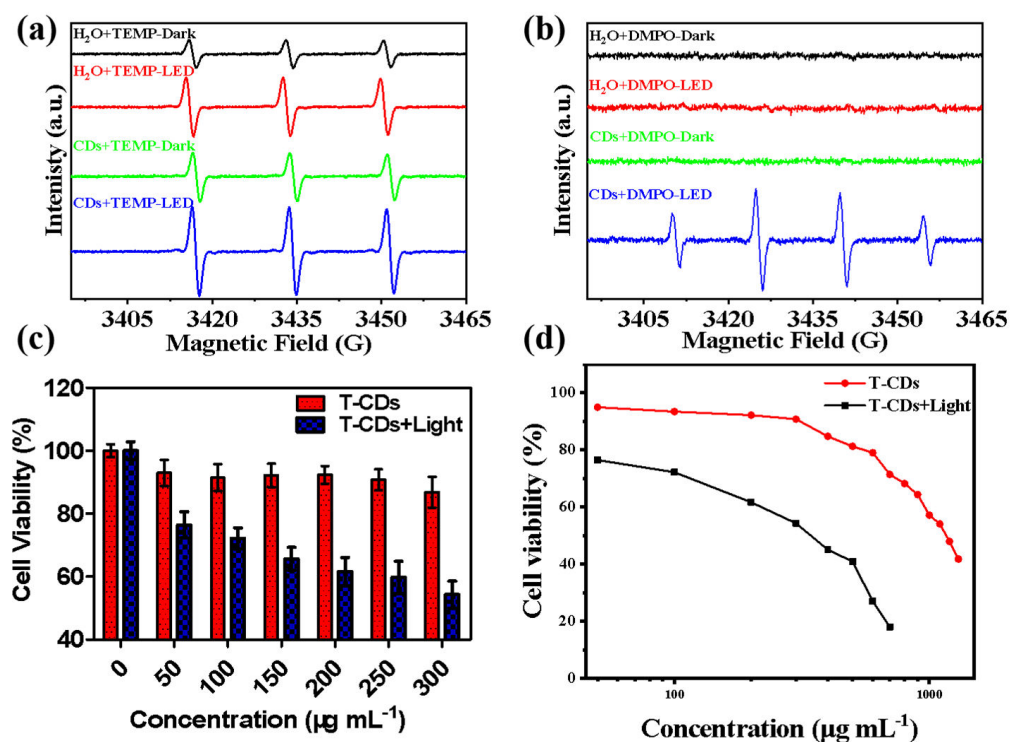 (a)
H₂O+TEMP-Dark
H₂O+TEMP-LED
CDs+TEMP-Dark
CDs+TEMP-LED
Intenisty (a.u.)
3405 3420 3435 3450 3465
Magnetic Field (G)
(b)
H₂O+DMPO-Dark
H₂O+DMPO-LED
CDs+DMPO-Dark
CDs+DMPO-LED
Intensity (a.u.)
3405 3420 3435 3450 3465
Magnetic Field (G)
(c)
T-CDs
T-CDs+Light
Cell Viability (%)
120
100
80
60
40
0 50 100 150 200 250 300
Concentration (μg mL⁻¹)
(d)
T-CDs
T-CDs+Light
Cell viability (%)
100
80
60
40
20
0
100 1000
Concentration (μg mL⁻¹)